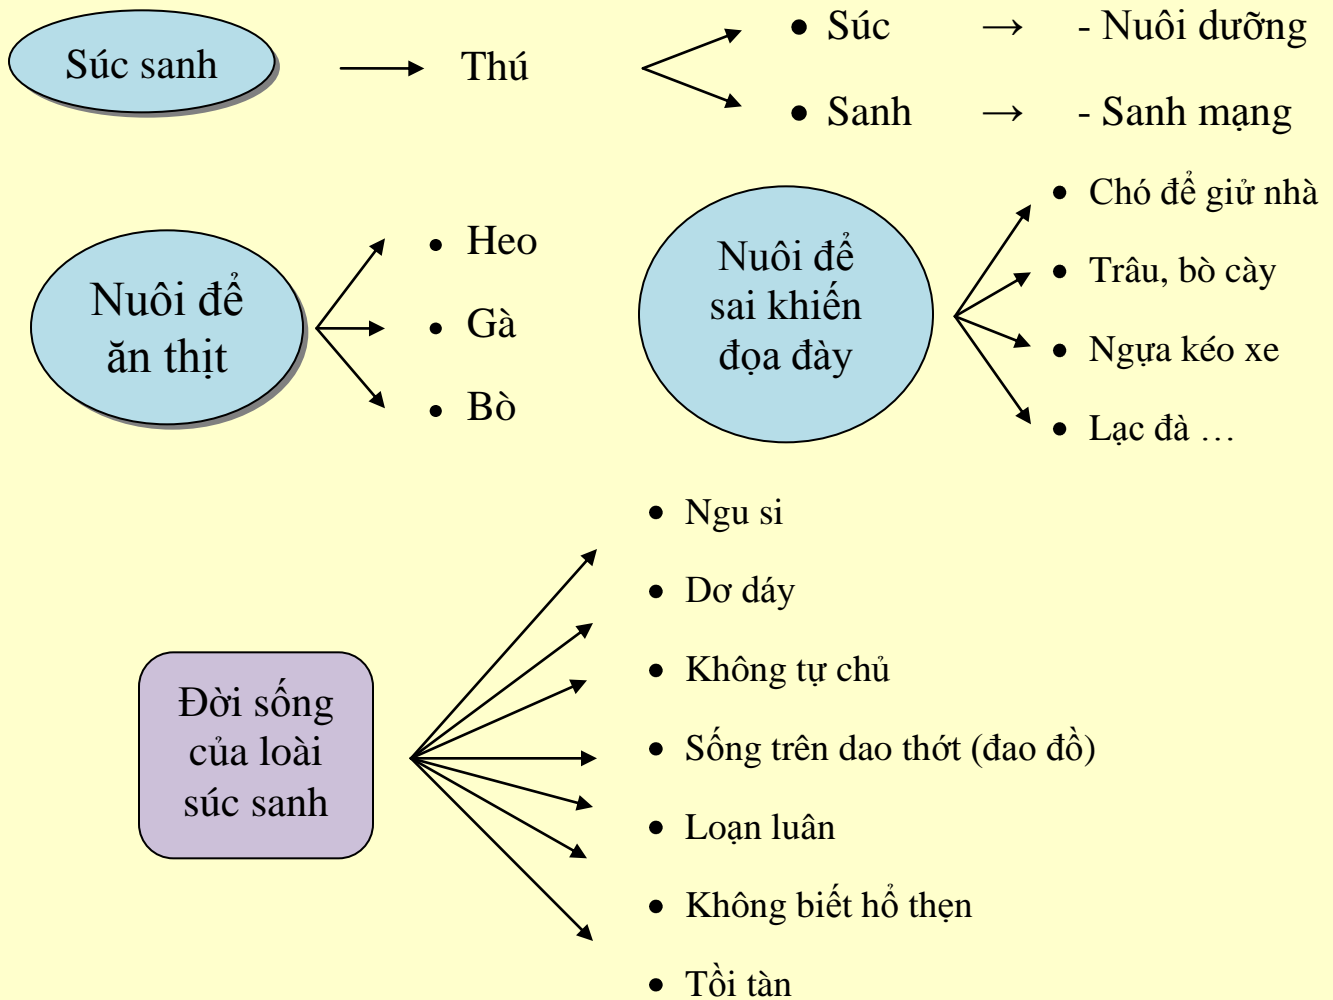 Súc sanh → Thú
• Súc → - Nuôi dưỡng
• Sanh → - Sanh mạng
Nuôi để
ăn thịt
• Heo
• Gà
• Bò
Nuôi để
sai khiến
đọa đày
• Chó để giử nhà
• Trâu, bò cày
• Ngựa kéo xe
• Lạc đà …
Đời sống
của loài
súc sanh
• Ngu si
• Dơ dáy
• Không tự chủ
• Sống trên dao thớt (đao đồ)
• Loạn luân
• Không biết hổ thẹn
• Tồi tàn